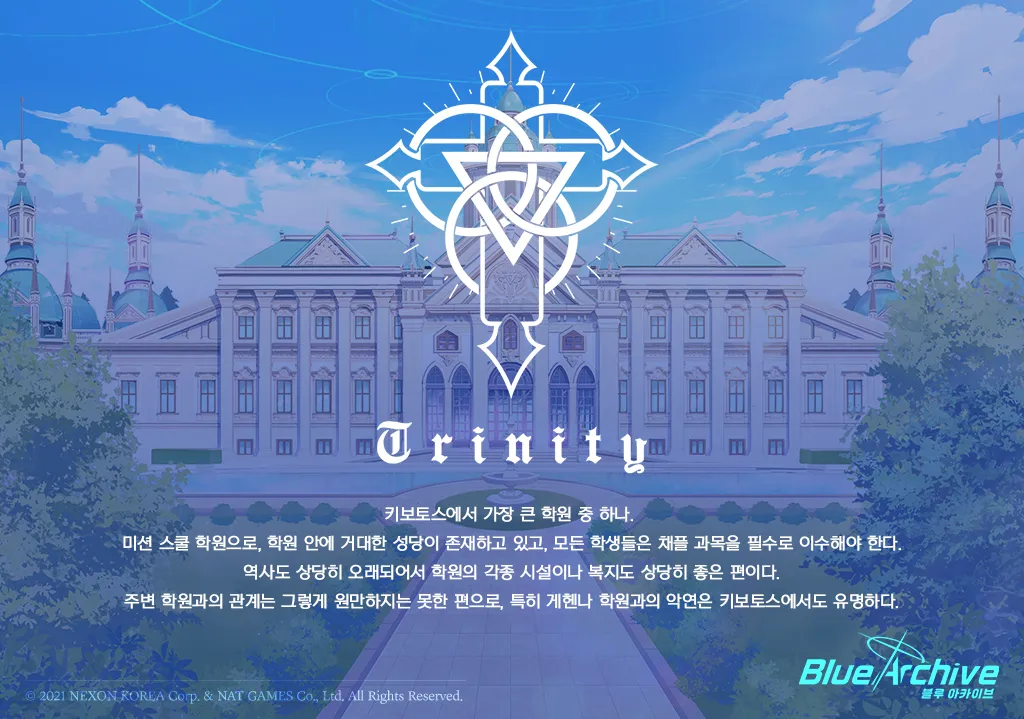 Trinity
키보토스에서 가장 큰 학원 중 하나.
미션 스쿨 학원으로, 학원 안에 거대한 성당이 존재하고 있고, 모든 학생들은 채플 과목을 필수로 이수해야 한다.
역사도 상당히 오래되어서 학원의 각종 시설이나 복지도 상당히 좋은 편이다.
주변 학원과의 관계는 그렇게 원만하지는 못한 편으로, 특히 게헨나 학원과의 악연은 키보토스에서도 유명하다.
Blue Archive
블루 아카이브
© 2021 NEXON KOREA Corp. & NAT GAMES Co., Ltd. All Rights Reserved.